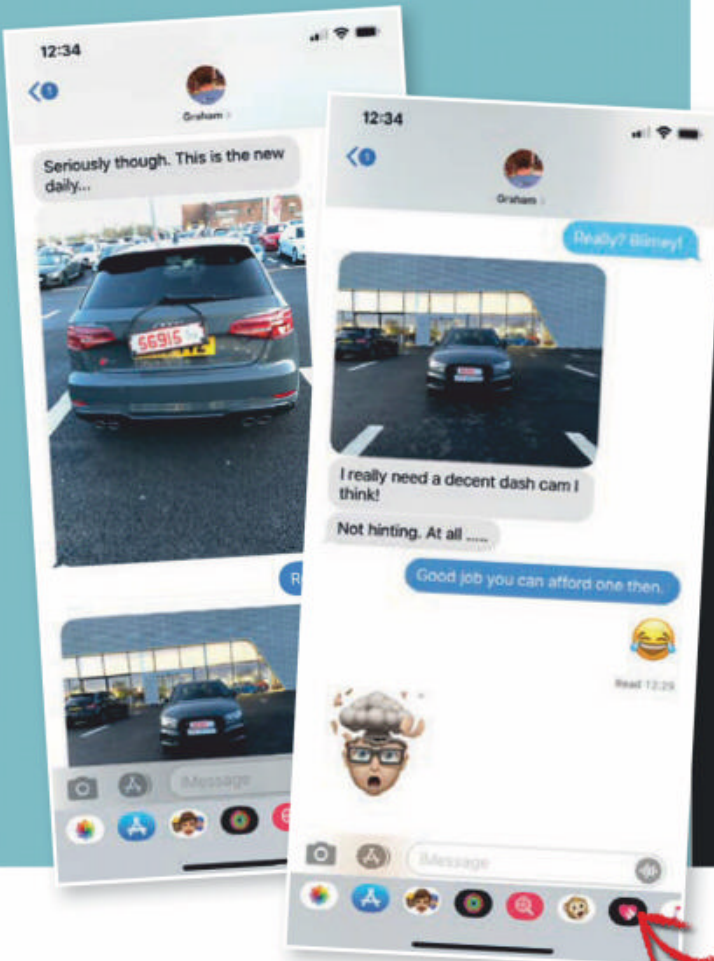 12:34
1
Graham
Seriously though. This is the new
daily...
S6915
iMessage
12:34
1
Graham
Really? Blimey!
I really need a decent dash cam I
think!
Not hinting. At all .....
Good job you can afford one then.
Read 12:29
iMessage